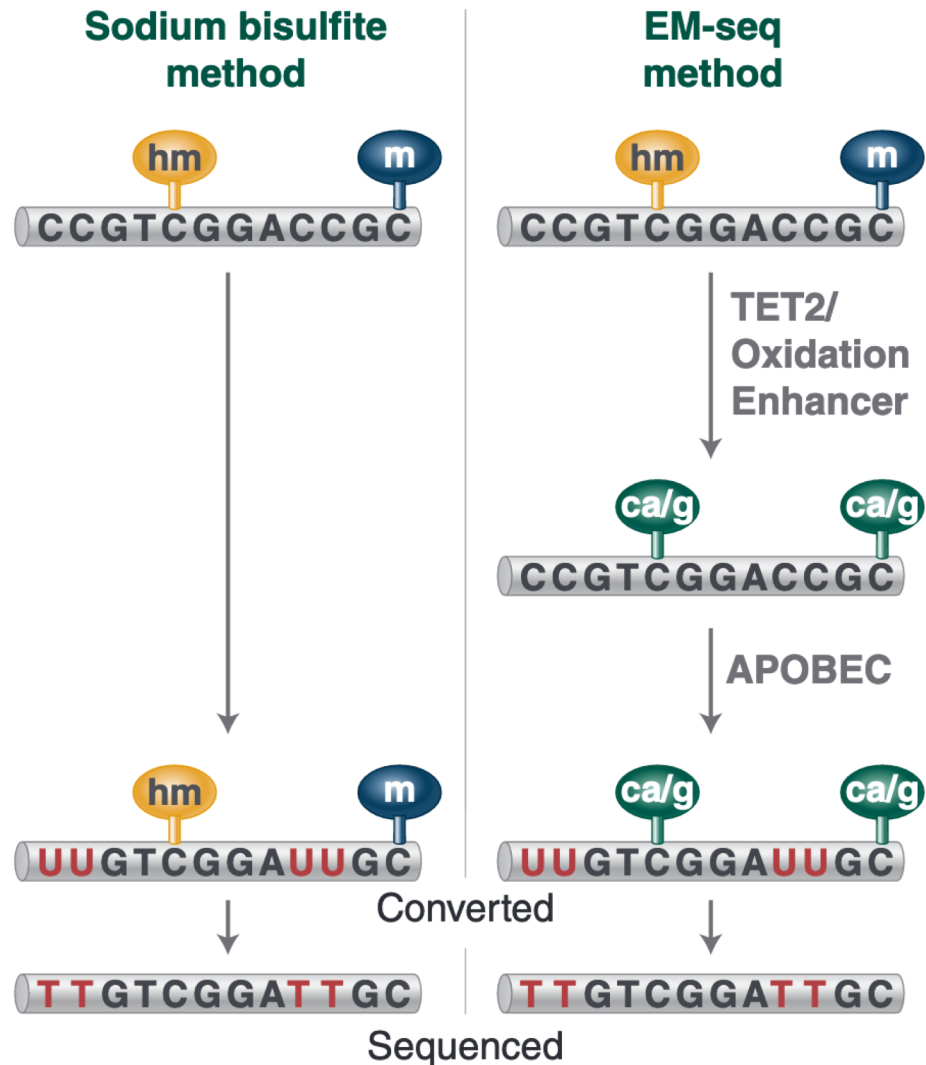 Sodium bisulfite
method
EM-seq
method
hm
m
CCGTCGGACCGC
hm
m
CCGTCGGACCGC
TET2/
Oxidation
Enhancer
ca/g
ca/g
CCGTCGGACCGC
APOBEC
hm
m
UUGTCGGAUUGC
ca/g
ca/g
UUGTCGGAUUGC
Converted
TTGTCGGATTGC
TTGTCGGATTGC
Sequenced